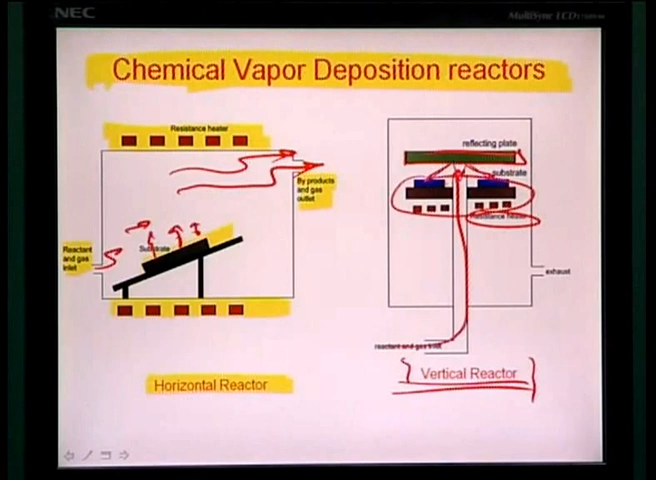 NEC
MultiSync LCD
Chemical Vapor Deposition reactors
Resistance heater
By products
and gas
outlet
Substrate
Reactant and
gas inlet
Horizontal Reactor
reflecting plate
substrate
Resistance heater
exhaust
reactant and gas inlet
Vertical Reactor